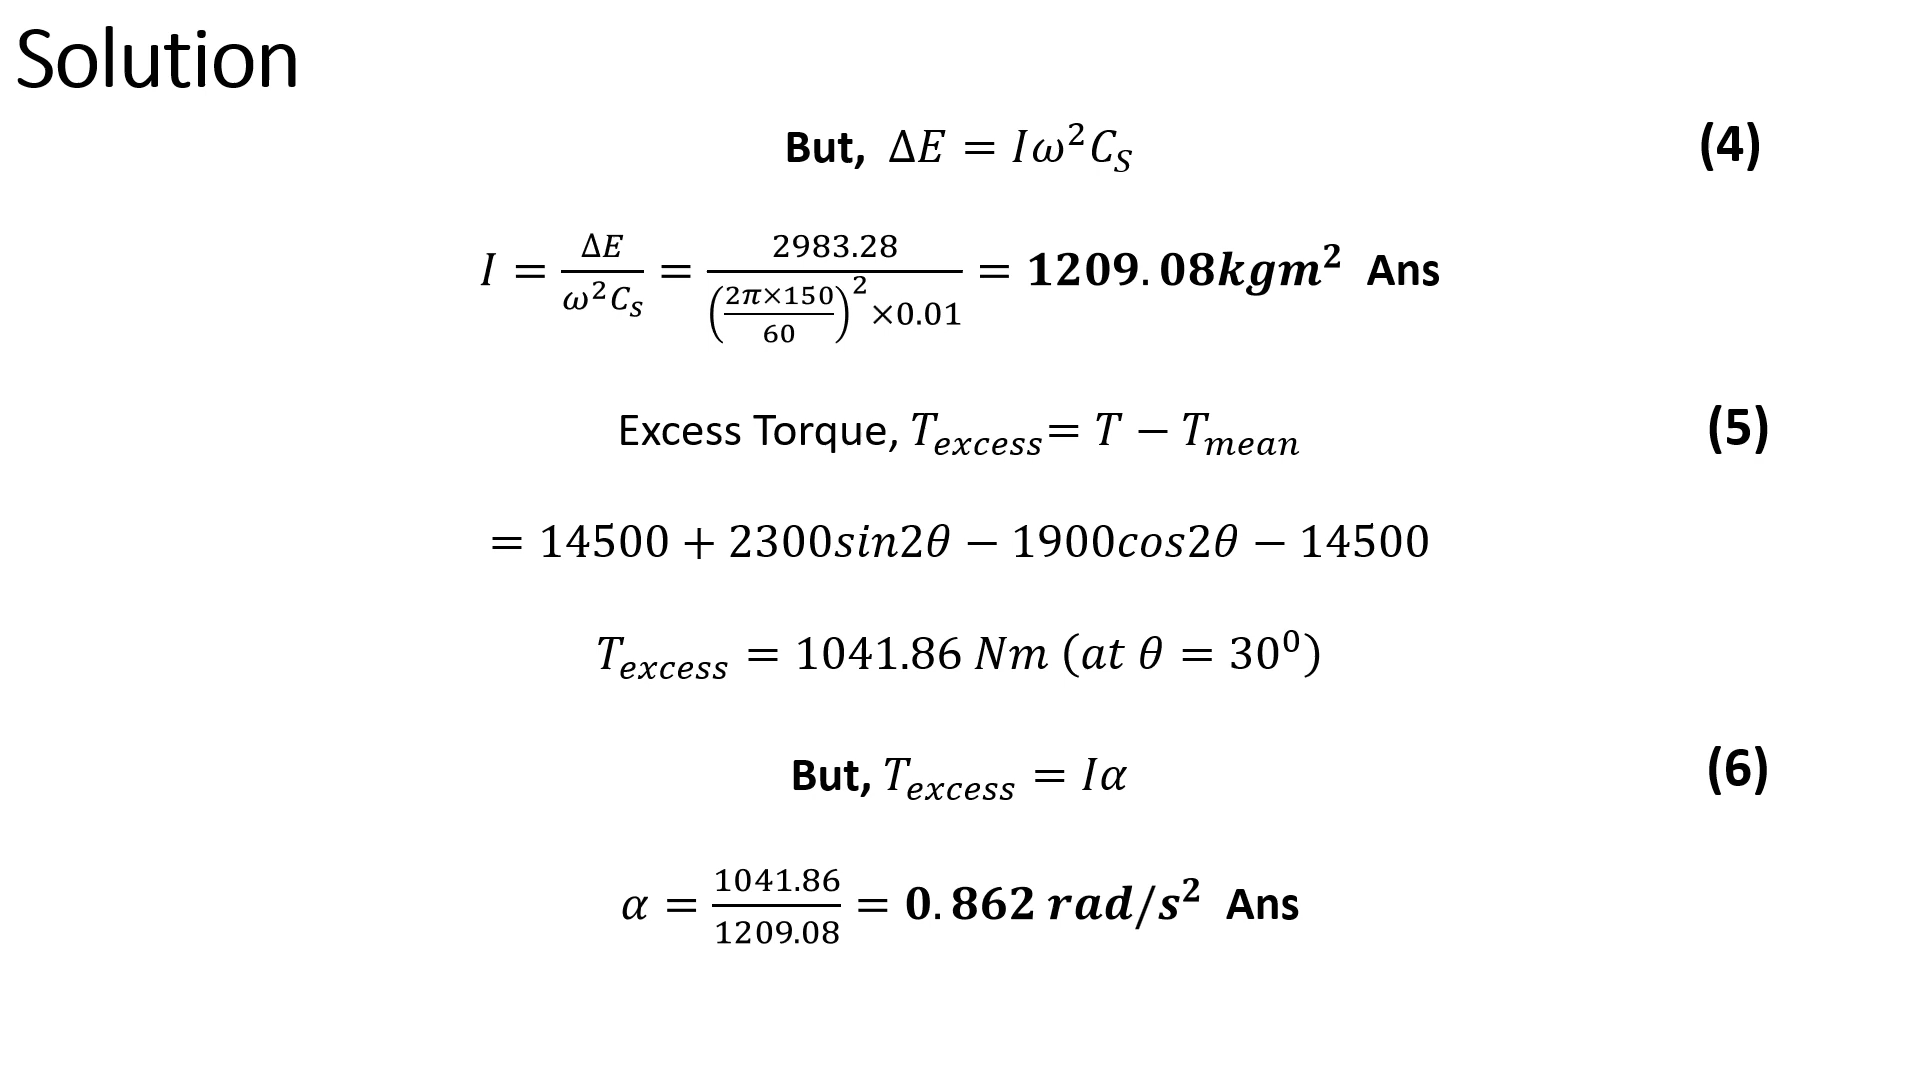 Solution
But, ΔE = Iω²C_S (4)
I = ΔE/(ω²C_s) = 2983.28/((2π×150/60)²×0.01) = 1209.08kgm² Ans
Excess Torque, T_excess= T − T_mean (5)
= 14500 + 2300sin2θ − 1900cos2θ − 14500
T_excess = 1041.86 Nm (at θ = 30⁰)
But, T_excess = Iα (6)
α = 1041.86/1209.08 = 0.862 rad/s² Ans